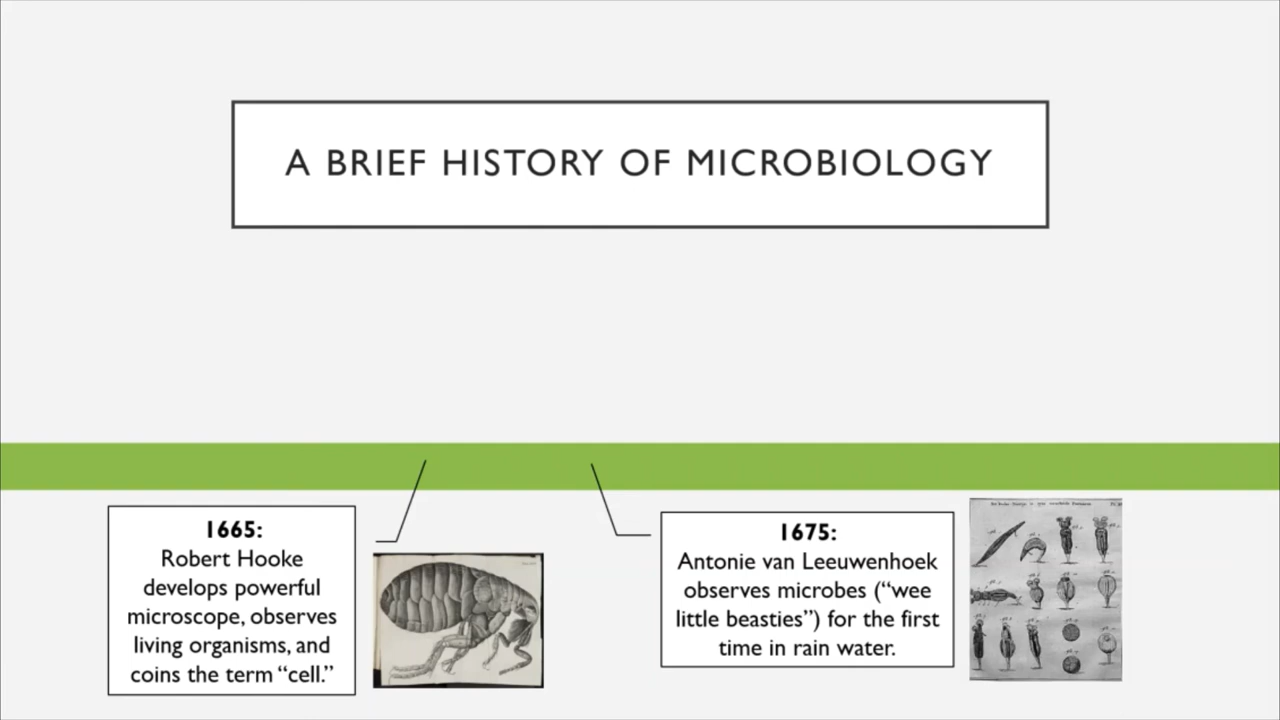 A BRIEF HISTORY OF MICROBIOLOGY
1665:
Robert Hooke
develops powerful
microscope, observes
living organisms, and
coins the term “cell.”
1675:
Antonie van Leeuwenhoek
observes microbes (“wee
little beasties”) for the first
time in rain water.